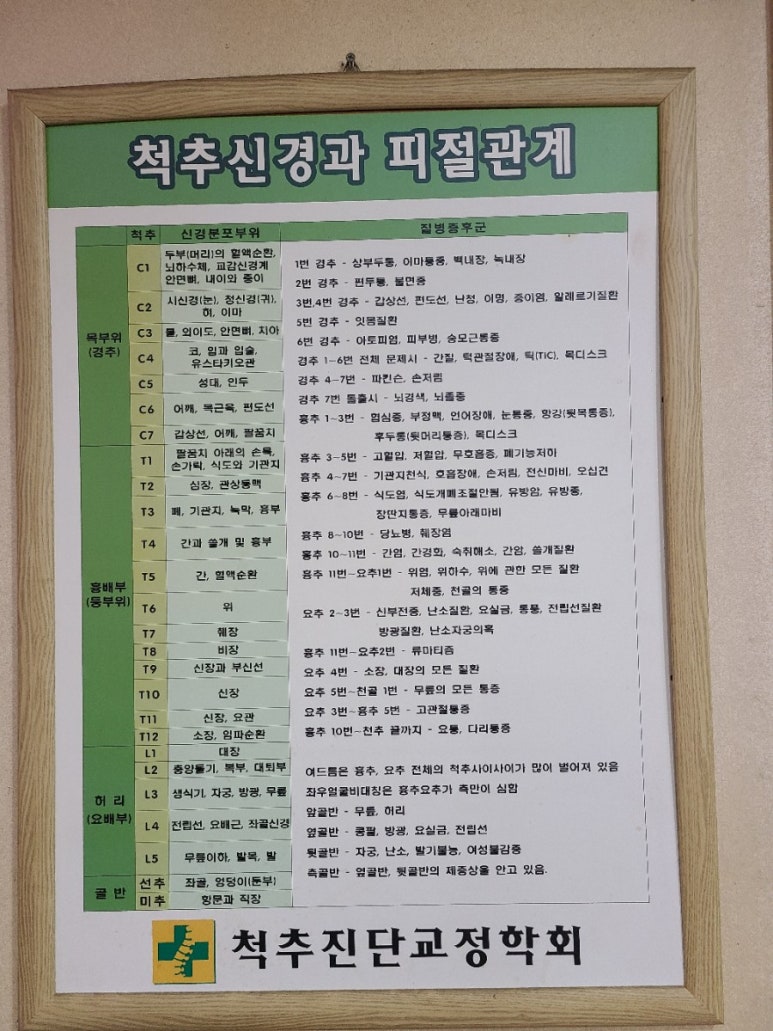 척추신경과 피절관계
척추 신경분포부위 질병증후군
목부위
(경추)
C1 두부(머리)의 혈액순환,
뇌하수체, 교감신경계
안면뼈, 내이와 중이
C2 시신경(눈), 청신경(귀),
혀, 이마
C3 볼, 외이도, 안면뼈, 치아
C4 코, 입과 입술,
유스타키오관
C5 성대, 인두
C6 어깨, 목근육, 편도선
C7 갑상선, 어깨, 팔꿈치
흉배부
(등부위)
T1 팔꿈치 아래의 손목,
손가락, 식도와 기관지
T2 심장, 관상동맥
T3 폐, 기관지, 늑막, 흉부
T4 간과 쓸개 및 흉부
T5 간, 혈액순환
T6 위
T7 췌장
T8 비장
T9 신장과 부신선
T10 신장
T11 신장, 요관
T12 소장, 임파순환
허 리
(요배부)
L1 대장
L2 충양돌기, 복부, 대퇴부
L3 생식기, 자궁, 방광, 무릎
L4 전립선, 요배근, 좌골신경
L5 무릎이하, 발목, 발
골 반
선추 좌골, 엉덩이(둔부)
미추 항문과 직장
1번 경추 - 상부두통, 이마통증, 백내장, 녹내장
2번 경추 - 편두통, 불면증
3번,4번 경추 - 갑상선, 편도선, 난청, 이명, 중이염, 알레르기질환
5번 경추 - 잇몸질환
6번 경추 - 아토피염, 피부병, 승모근통증
경추 1~6번 전체 문제시 - 간질, 턱관절장애, 틱(TIC), 목디스크
경추 4~7번 - 파킨슨, 손저림
경추 7번 돌출시 - 뇌경색, 뇌졸중
흉추 1~3번 - 협심증, 부정맥, 언어장애, 눈통증, 항강(뒷목통증),
후두통(뒷머리통증), 목디스크
흉추 3~5번 - 고혈압, 저혈압, 무호흡증, 폐기능저하
흉추 4~7번 - 기관지천식, 호흡장애, 손저림, 전신마비, 오십견
흉추 6~8번 - 식도염, 식도개폐조절안됨, 유방암, 유방증,
장딴지통증, 무릎아래마비
흉추 8~10번 - 당뇨병, 췌장염
흉추 10~11번 - 간염, 간경화, 숙취해소, 간암, 쓸개질환
흉추 11번~요추1번 - 위염, 위하수, 위에 관한 모든 질환
저체중, 천골의 통증
요추 2~3번 - 신부전증, 난소질환, 요실금, 통풍, 전립선질환
방광질환, 난소자궁의혹
흉추 11번~요추2번 - 류마티즘
요추 4번 - 소장, 대장의 모든 질환
요추 5번~천골 1번 - 무릎의 모든 통증
요추 3번~흉추 5번 - 고관절통증
흉추 10번~천추 끝까지 - 요통, 다리통증
여드름은 흉추, 요추 전체의 척추사이사이가 많이 벌어져 있음
좌우얼굴비대칭은 흉추요추가 측만이 심함
앞골반 - 무릎, 허리
옆골반 - 콩팥, 방광, 요실금, 전립선
뒷골반 - 자궁, 난소, 발기불능, 여성불감증
측골반 - 옆골반, 뒷골반의 제증상을 안고 있음.
척추진단교정학회